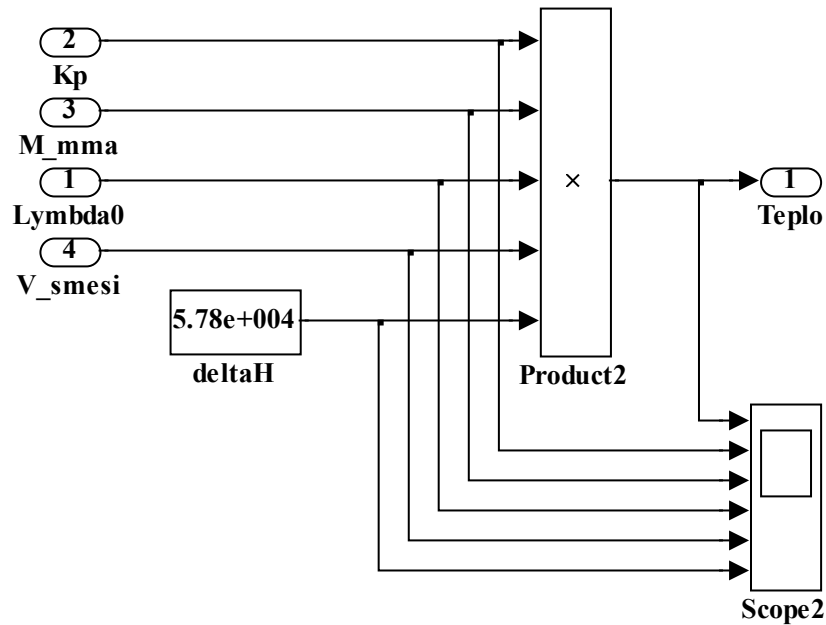 2
Kp
3
M_mma
1
Lymbda0
4
V_smesi
5.78e+004
deltaH
×
Product2
1
Teplo
Scope2